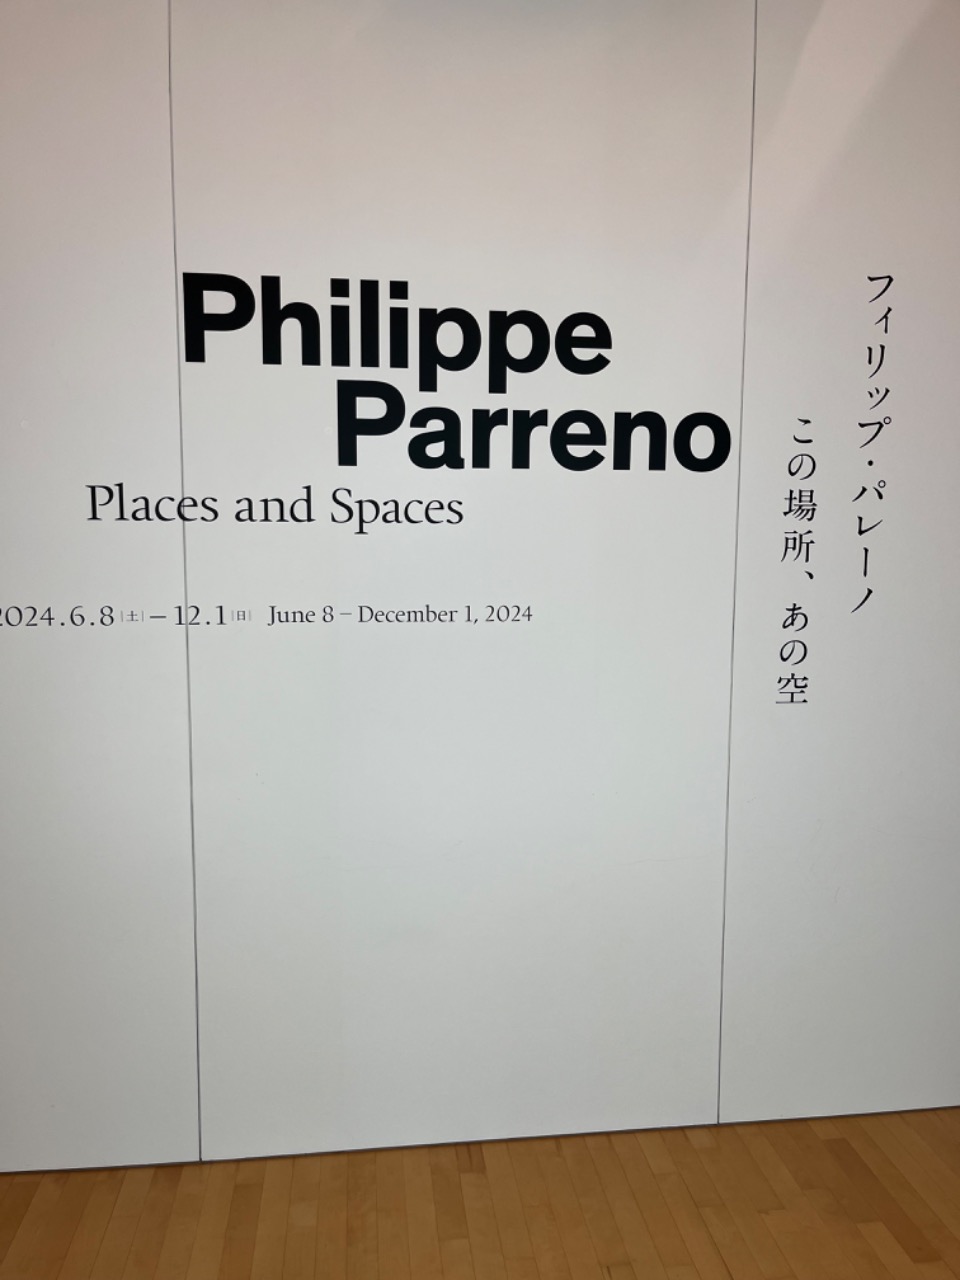 Philippe
Parreno
Places and Spaces
2024.6.8|土|–12.1|日| June 8 – December 1, 2024
フィリップ・パレーノ
この場所、あの空